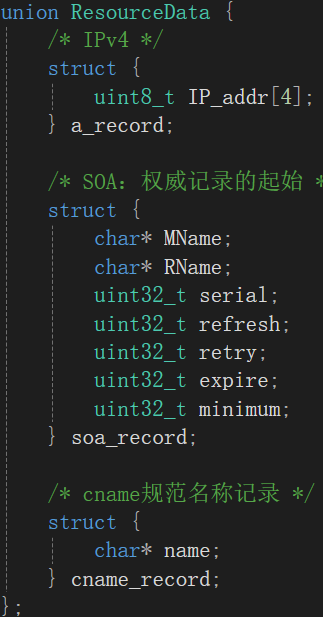 union ResourceData {
/* IPv4 */
struct {
uint8_t IP_addr[4];
} a_record;
/* SOA：权威记录的起始 *
struct {
char* MName;
char* RName;
uint32_t serial;
uint32_t refresh;
uint32_t retry;
uint32_t expire;
uint32_t minimum;
} soa_record;
/* cname规范名称记录 */
struct {
char* name;
} cname_record;
};